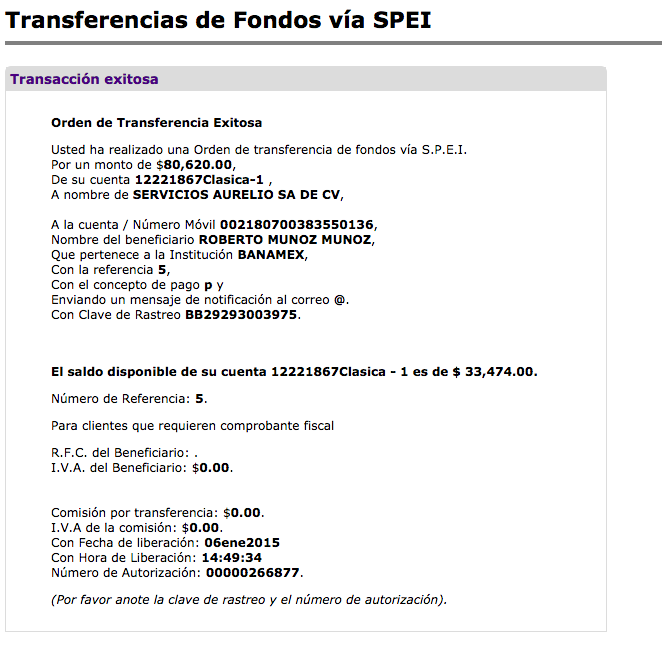 Transferencias de Fondos vía SPEI
Transacción exitosa
Orden de Transferencia Exitosa
Usted ha realizado una Orden de transferencia de fondos vía S.P.E.I.
Por un monto de $80,620.00,
De su cuenta 12221867Clasica-1 ,
A nombre de SERVICIOS AURELIO SA DE CV,
A la cuenta / Número Móvil 002180700383550136,
Nombre del beneficiario ROBERTO MUNOZ MUNOZ,
Que pertenece a la Institución BANAMEX,
Con la referencia 5,
Con el concepto de pago p y
Enviando un mensaje de notificación al correo @.
Con Clave de Rastreo BB29293003975.
El saldo disponible de su cuenta 12221867Clasica - 1 es de $ 33,474.00.
Número de Referencia: 5.
Para clientes que requieren comprobante fiscal
R.F.C. del Beneficiario: .
I.V.A. del Beneficiario: $0.00.
Comisión por transferencia: $0.00.
I.V.A de la comisión: $0.00.
Con Fecha de liberación: 06ene2015
Con Hora de Liberación: 14:49:34
Número de Autorización: 00000266877.
(Por favor anote la clave de rastreo y el número de autorización).